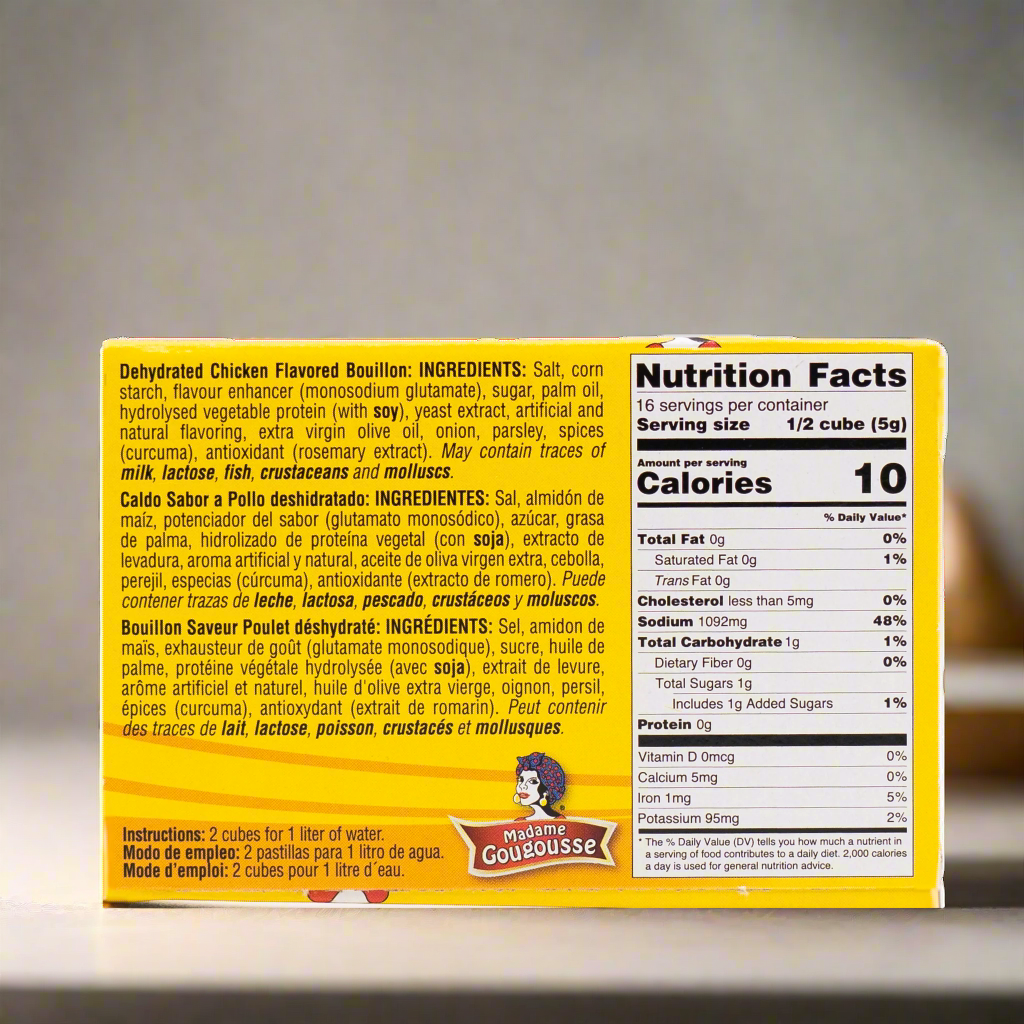 Dehydrated Chicken Flavored Bouillon: INGREDIENTS: Salt, corn
starch, flavour enhancer (monosodium glutamate), sugar, palm oil,
hydrolysed vegetable protein (with soy), yeast extract, artificial and
natural flavoring, extra virgin olive oil, onion, parsley, spices
(curcuma), antioxidant (rosemary extract). May contain traces of
milk, lactose, fish, crustaceans and molluscs.
Caldo Sabor a Pollo deshidratado: INGREDIENTES: Sal, almidón de
maíz, potenciador del sabor (glutamato monosódico), azúcar, grasa
de palma, hidrolizado de proteína vegetal (con soja), extracto de
levadura, aroma artificial y natural, aceite de oliva virgen extra, cebolla,
perejil, especias (cúrcuma), antioxidante (extracto de romero). Puede
contener trazas de leche, lactosa, pescado, crustáceos y moluscos.
Bouillon Saveur Poulet déshydraté: INGRÉDIENTS: Sel, amidon de
maïs, exhausteur de goût (glutamate monosodique), sucre, huile de
palme, protéine végétale hydrolysée (avec soja), extrait de levure,
arôme artificiel et naturel, huile d'olive extra vierge, oignon, persil,
épices (curcuma), antioxydant (extrait de romarin). Peut contenir
des traces de lait, lactose, poisson, crustacés et mollusques.
Instructions: 2 cubes for 1 liter of water.
Modo de empleo: 2 pastillas para 1 litro de agua.
Mode d'emploi: 2 cubes pour 1 litre d´eau.
Madame
Gougousse
®
Nutrition Facts
16 servings per container
Serving size 1/2 cube (5g)
Amount per serving
Calories 10
% Daily Value*
Total Fat 0g 0%
Saturated Fat 0g 1%
Trans Fat 0g
Cholesterol less than 5mg 0%
Sodium 1092mg 48%
Total Carbohydrate 1g 1%
Dietary Fiber 0g 0%
Total Sugars 1g
Includes 1g Added Sugars 1%
Protein 0g
Vitamin D 0mcg 0%
Calcium 5mg 0%
Iron 1mg 5%
Potassium 95mg 2%
* The % Daily Value (DV) tells you how much a nutrient in
a serving of food contributes to a daily diet. 2,000 calories
a day is used for general nutrition advice.